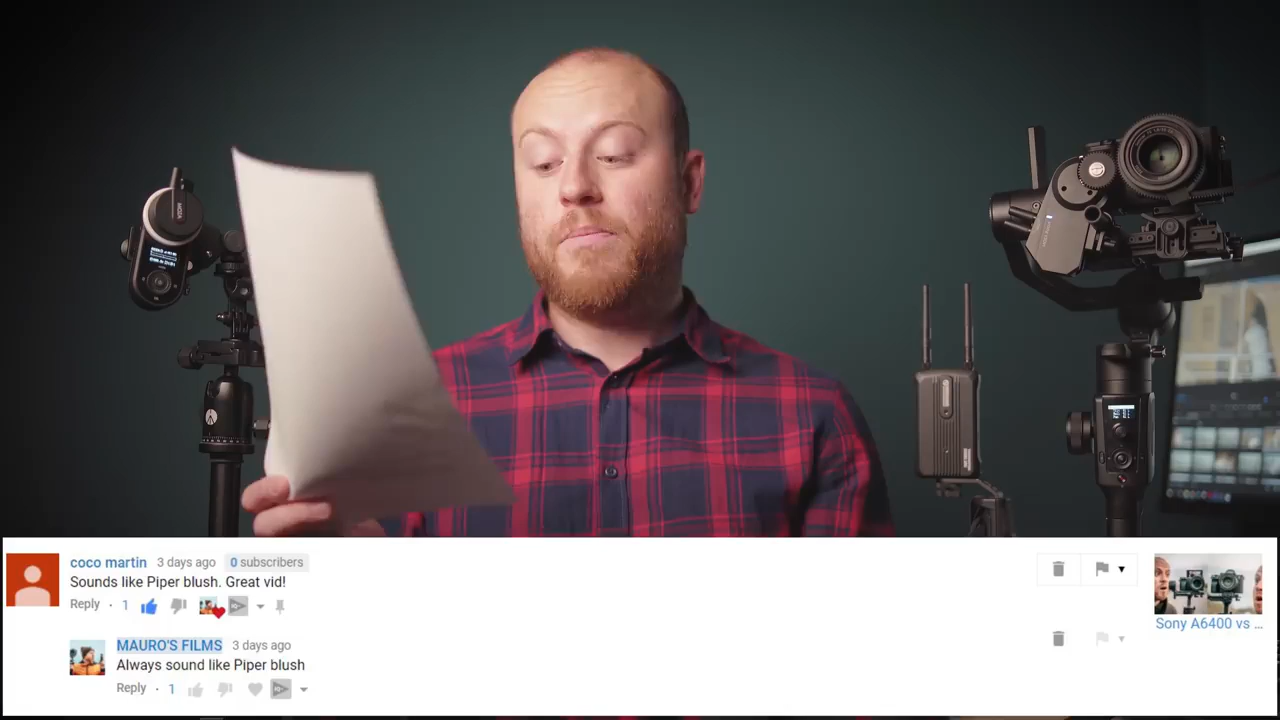 coco martin 3 days ago 0 subscribers
Sounds like Piper blush. Great vid!
Reply · 1
Sony A6400 vs ...
MAURO'S FILMS 3 days ago
Always sound like Piper blush
Reply · 1
MOZA